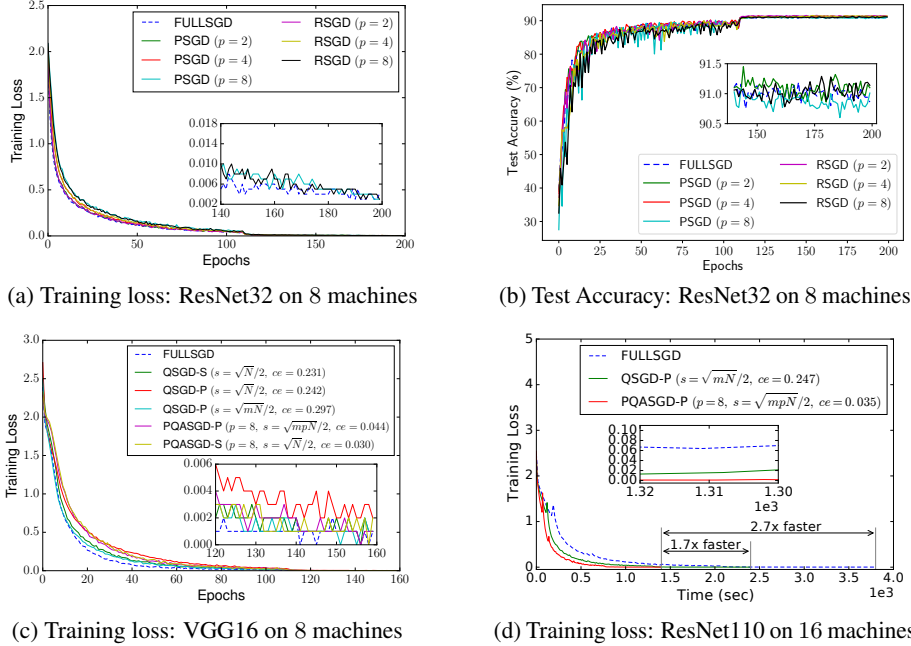 2.5
2.0
1.5
1.0
0.5
0.0
Training Loss
FULLSGD
PSGD (p = 2)
PSGD (p = 4)
PSGD (p = 8)
RSGD (p = 2)
RSGD (p = 4)
RSGD (p = 8)
0.018
0.014
0.010
0.006
0.002
140 160 180 200
0 50 100 150 200
Epochs
(a) Training loss: ResNet32 on 8 machines
90
80
70
60
50
40
30
Test Accuracy (%)
91.5
91.0
90.5
150 175 200
FULLSGD
PSGD (p = 2)
PSGD (p = 4)
PSGD (p = 8)
RSGD (p = 2)
RSGD (p = 4)
RSGD (p = 8)
0 25 50 75 100 125 150 175 200
Epochs
(b) Test Accuracy: ResNet32 on 8 machines
3.0
2.5
2.0
1.5
1.0
0.5
0.0
Training Loss
FULLSGD
QSGD-S (s = √N/2, ce = 0.231)
QSGD-P (s = √N/2, ce = 0.242)
QSGD-P (s = √mN/2, ce = 0.297)
PQASGD-P (p = 8, s = √mpN/2, ce = 0.044)
PQASGD-S (p = 8, s = √N/2, ce = 0.030)
0.006
0.004
0.002
0.000
120 130 140 150 160
0 20 40 60 80 100 120 140 160
Epochs
(c) Training loss: VGG16 on 8 machines
5
4
3
2
1
0
Training Loss
FULLSGD
QSGD-P (s = √mN/2, ce = 0.247)
PQASGD-P (p = 8, s = √mpN/2, ce = 0.035)
0.10
0.08
0.06
0.04
0.02
0.00
1.32 1.31 1.30
1e3
2.7x faster
1.7x faster
0.0 0.5 1.0 1.5 2.0 2.5 3.0 3.5 4.0
Time (sec) 1e3
(d) Training loss: ResNet110 on 16 machines